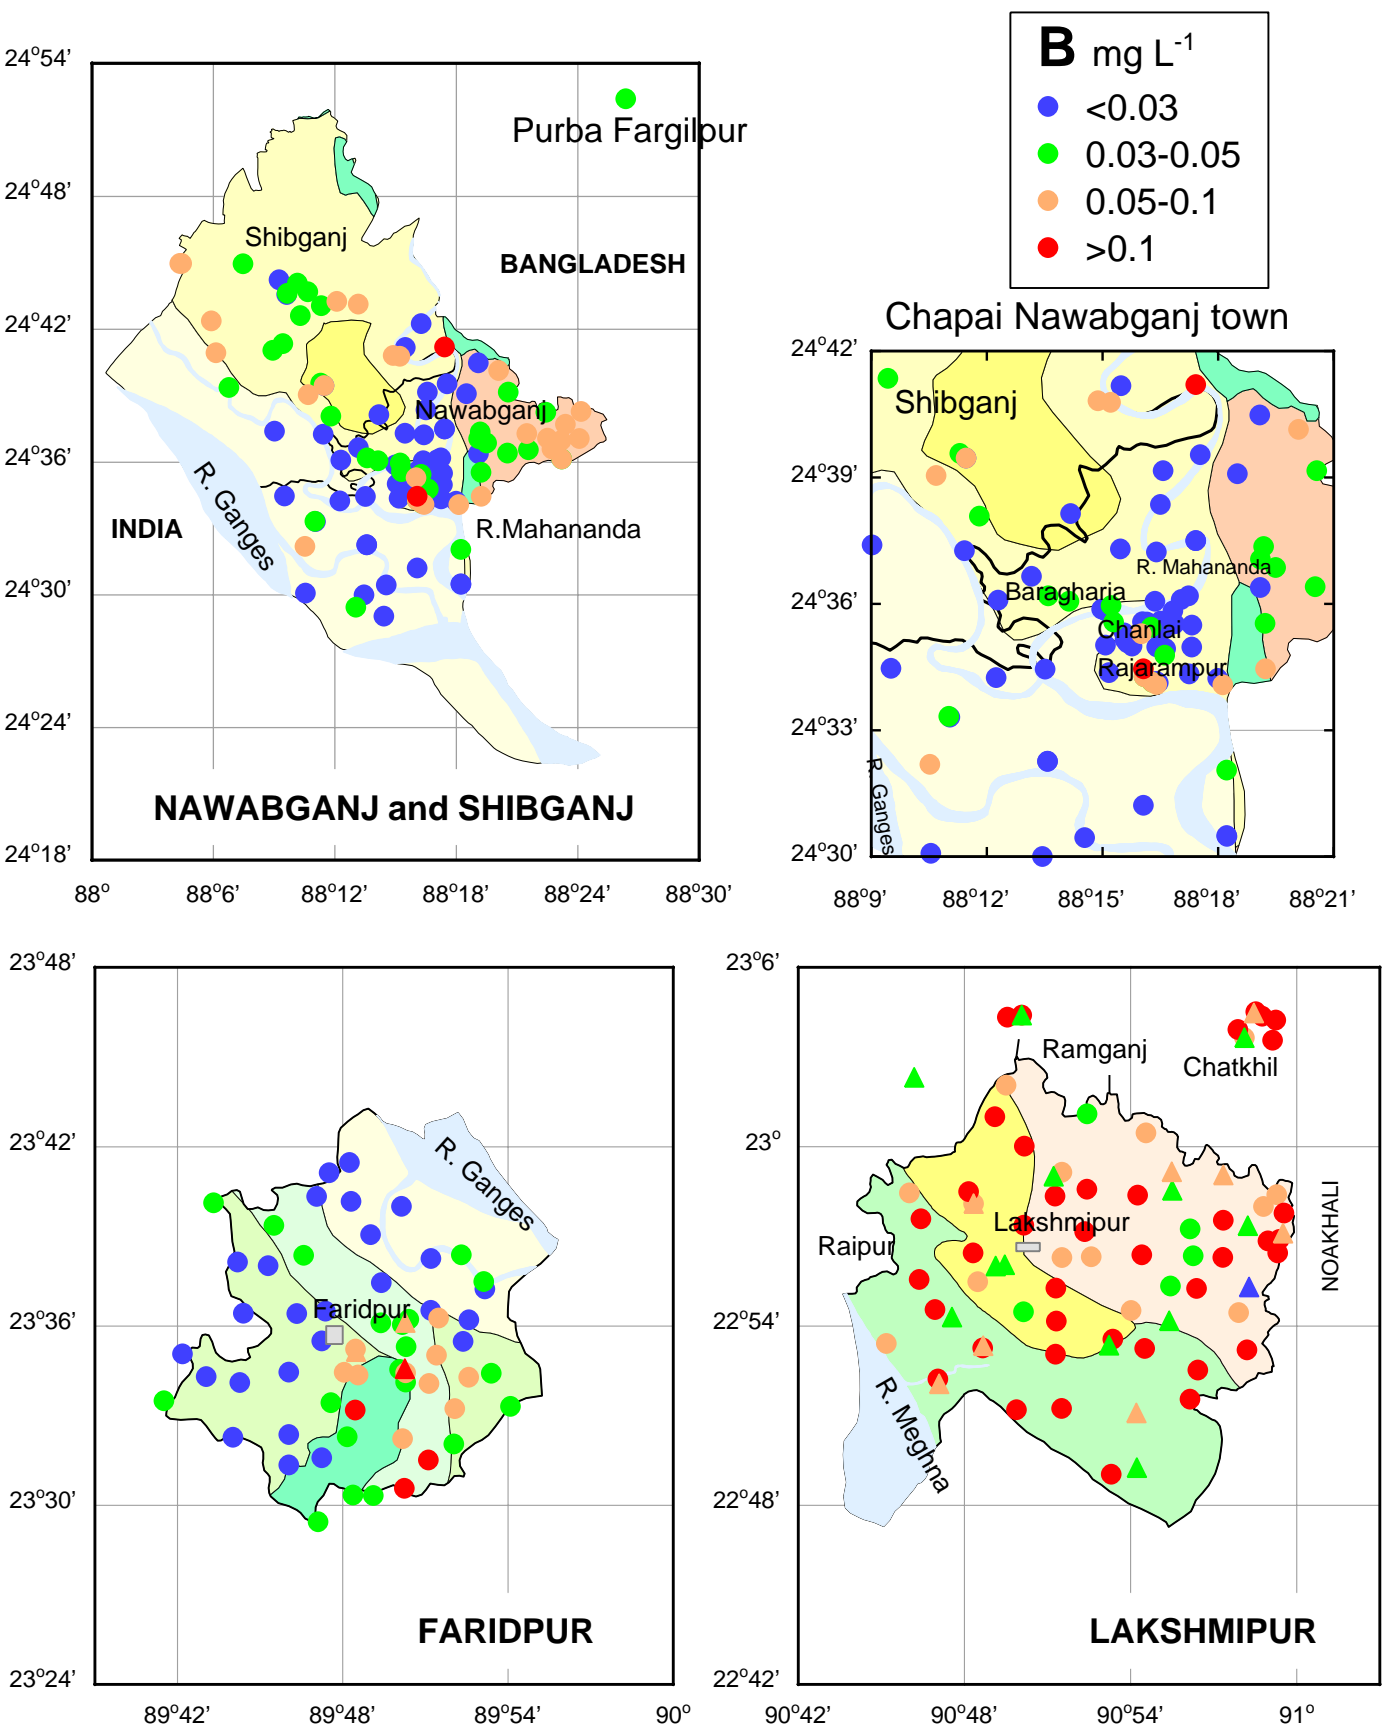 24°54’
24°48’
24°42’
24°36’
24°30’
24°24’
24°18’
88°
88°6’
88°12’
88°18’
88°24’
88°30’
Purba Fargilpur
Shibganj
BANGLADESH
Nawabganj
R. Ganges
INDIA
R.Mahananda
NAWABGANJ and SHIBGANJ
B mg L-1
<0.03
0.03-0.05
0.05-0.1
>0.1
Chapai Nawabganj town
24°42’
24°39’
24°36’
24°33’
24°30’
88°9’
88°12’
88°15’
88°18’
88°21’
Shibganj
R. Mahananda
Baragharia
Chanlai
Rajarampur
R. Ganges
23°48’
23°42’
23°36’
23°30’
23°24’
89°42’
89°48’
89°54’
90°
R. Ganges
Faridpur
FARIDPUR
23°6’
23°
22°54’
22°48’
22°42’
90°42’
90°48’
90°54’
91°
Ramganj
Chatkhil
Lakshmipur
Raipur
NOAKHALI
R. Meghna
LAKSHMIPUR